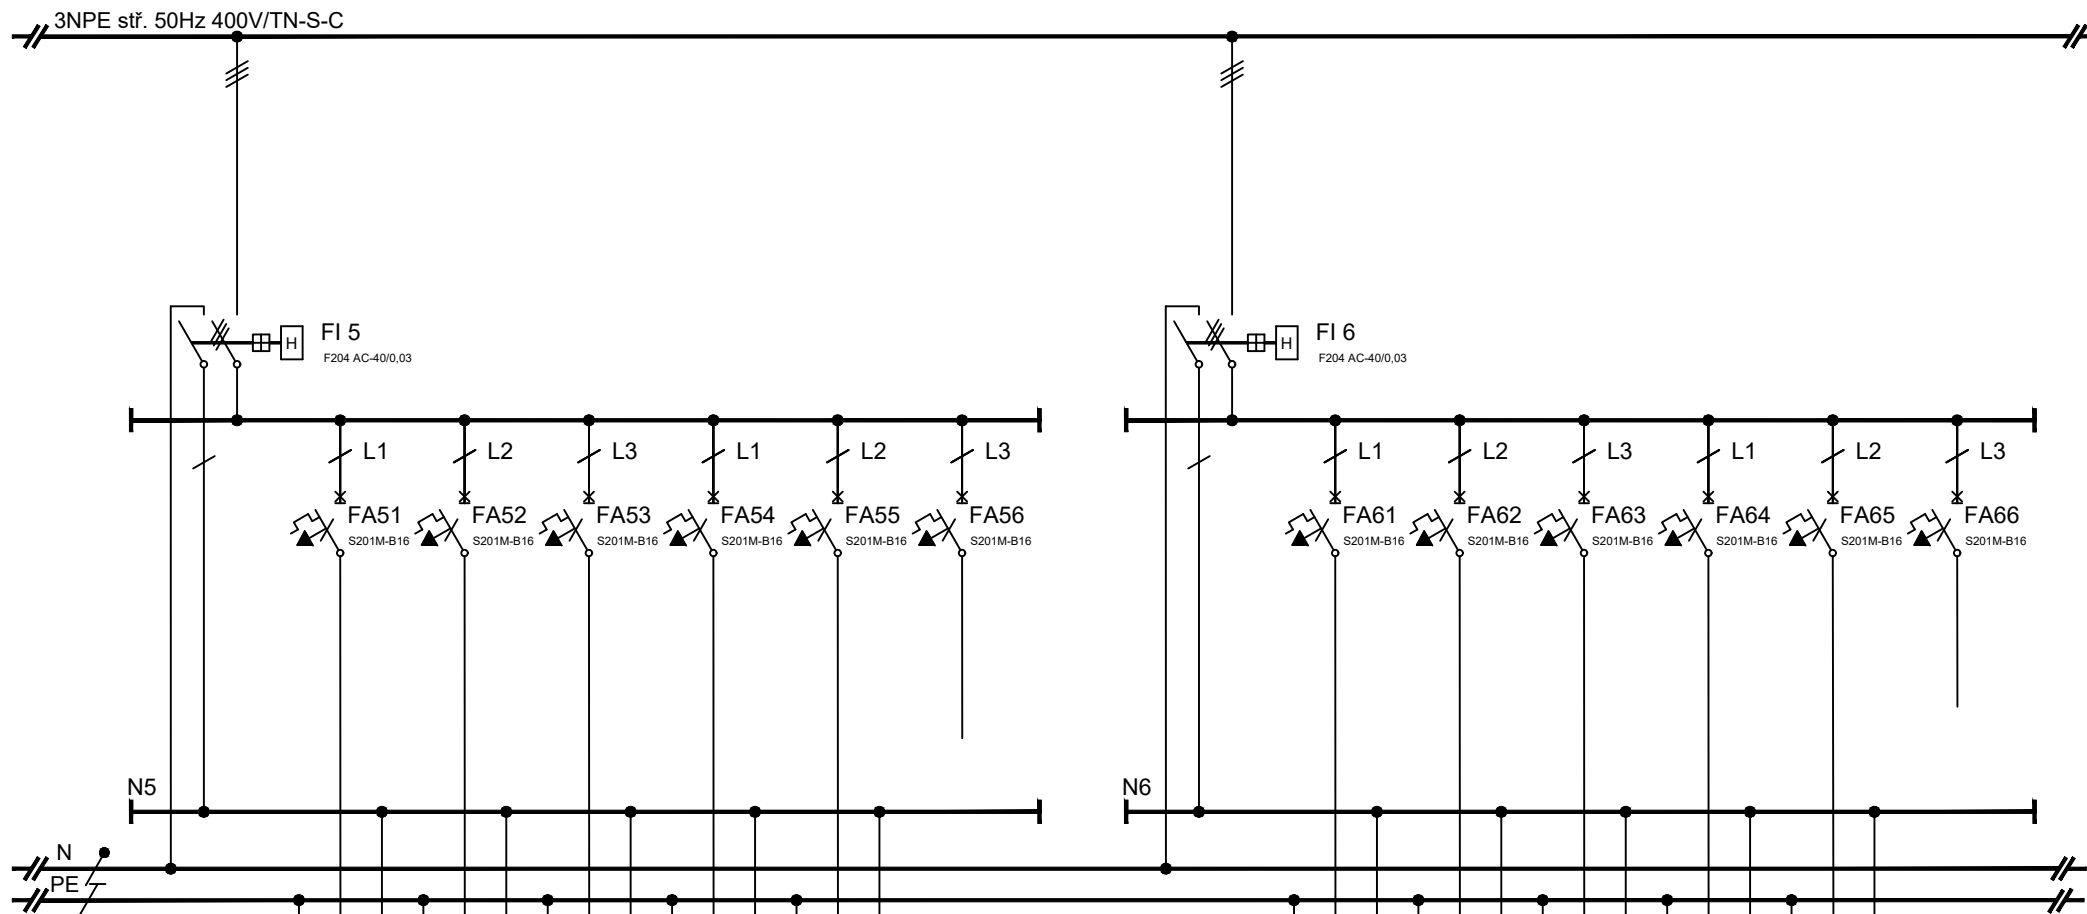 3NPE stř. 50Hz 400V/TN-S-C
H
FI 5
F204 AC-40/0,03
H
FI 6
F204 AC-40/0,03
L1
L2
L3
L1
L2
L3
L1
L2
L3
L1
L2
L3
FA51
FA52
FA53
FA54
FA55
FA56
FA61
FA62
FA63
FA64
FA65
FA66
S201M-B16
S201M-B16
S201M-B16
S201M-B16
S201M-B16
S201M-B16
S201M-B16
S201M-B16
S201M-B16
S201M-B16
S201M-B16
S201M-B16
N5
N6
N
PE